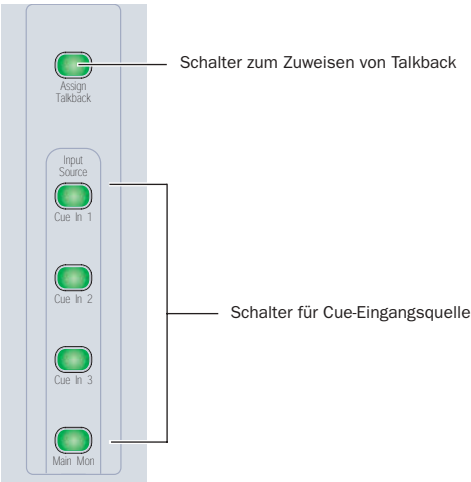 Schalter zum Zuweisen von Talkback
Assign
Talkback
Input
Source
Cue In 1
Cue In 2
Schalter für Cue-Eingangsquelle
Cue In 3
Main Mon